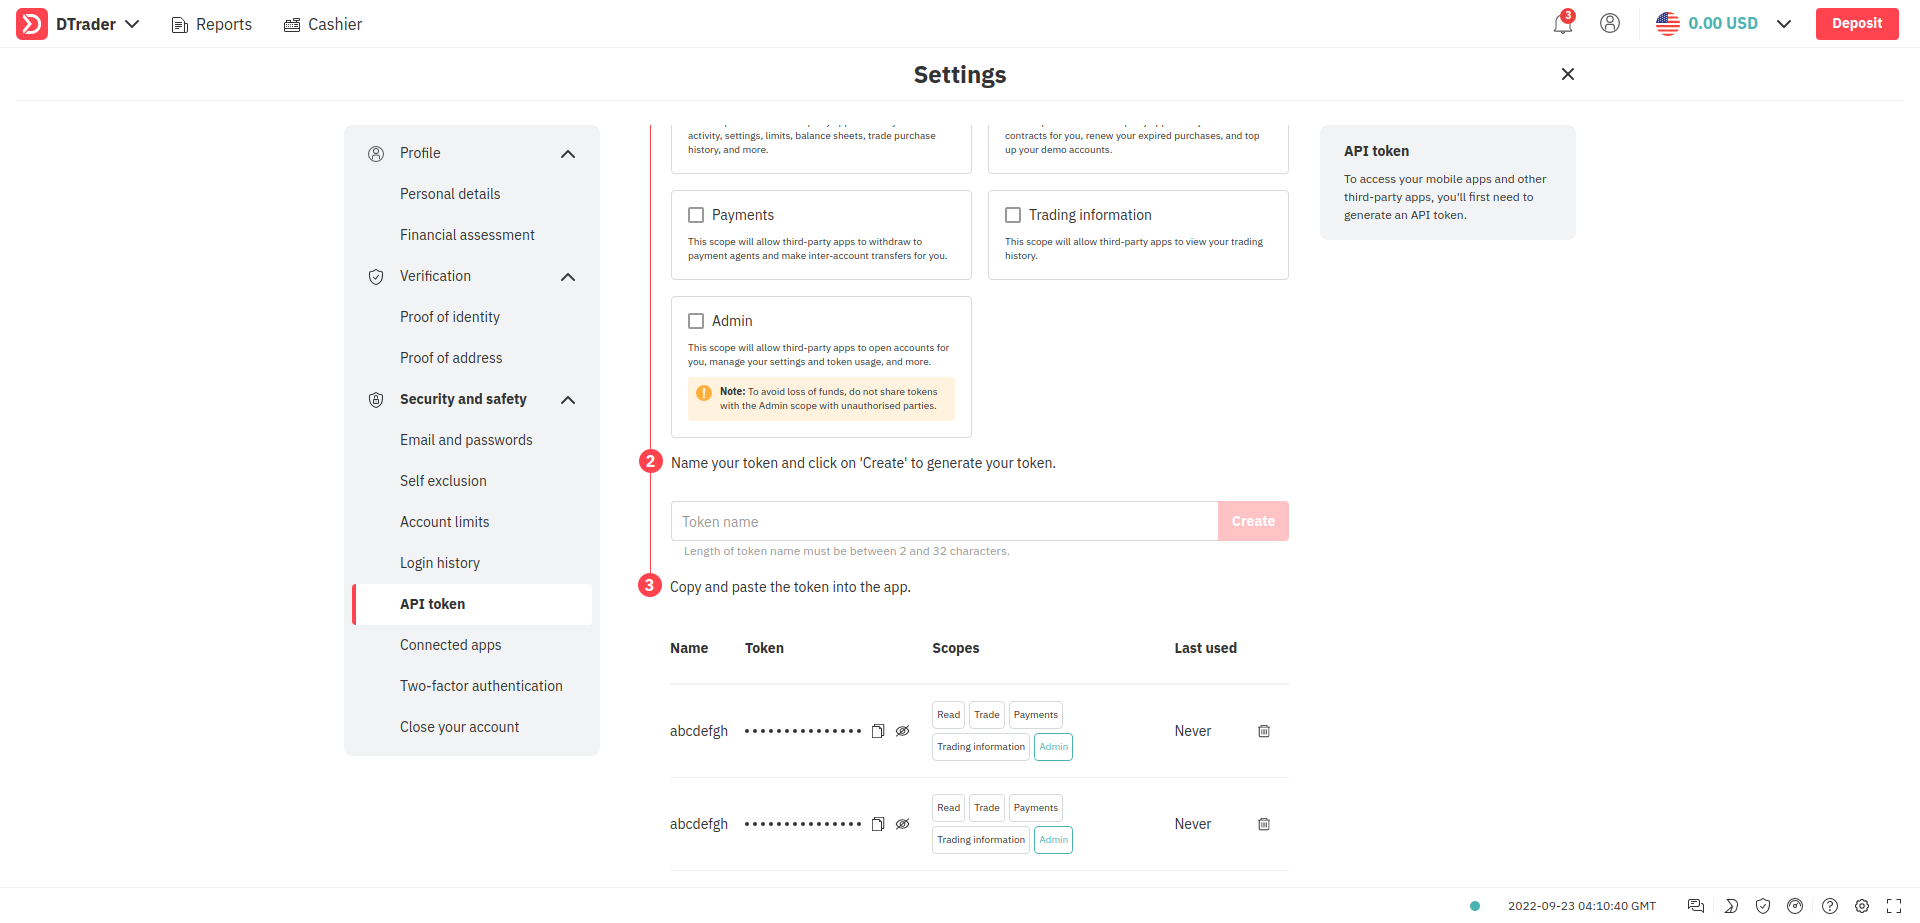 DTrader
Reports
Cashier
3
0.00 USD
Deposit
Settings
Profile
Personal details
Financial assessment
Verification
Proof of identity
Proof of address
Security and safety
Email and passwords
Self exclusion
Account limits
Login history
API token
Connected apps
Two-factor authentication
Close your account
activity, settings, limits, balance sheets, trade purchase
history, and more.
contracts for you, renew your expired purchases, and top
up your demo accounts.
Payments
This scope will allow third-party apps to withdraw to
payment agents and make inter-account transfers for you.
Trading information
This scope will allow third-party apps to view your trading
history.
Admin
This scope will allow third-party apps to open accounts for
you, manage your settings and token usage, and more.
Note: To avoid loss of funds, do not share tokens
with the Admin scope with unauthorised parties.
2 Name your token and click on 'Create' to generate your token.
Token name
Create
Length of token name must be between 2 and 32 characters.
3 Copy and paste the token into the app.
Name Token Scopes Last used
abcdefgh
Read Trade Payments
Trading information Admin
Never
abcdefgh
Read Trade Payments
Trading information Admin
Never
API token
To access your mobile apps and other
third-party apps, you'll first need to
generate an API token.
2022-09-23 04:10:40 GMT